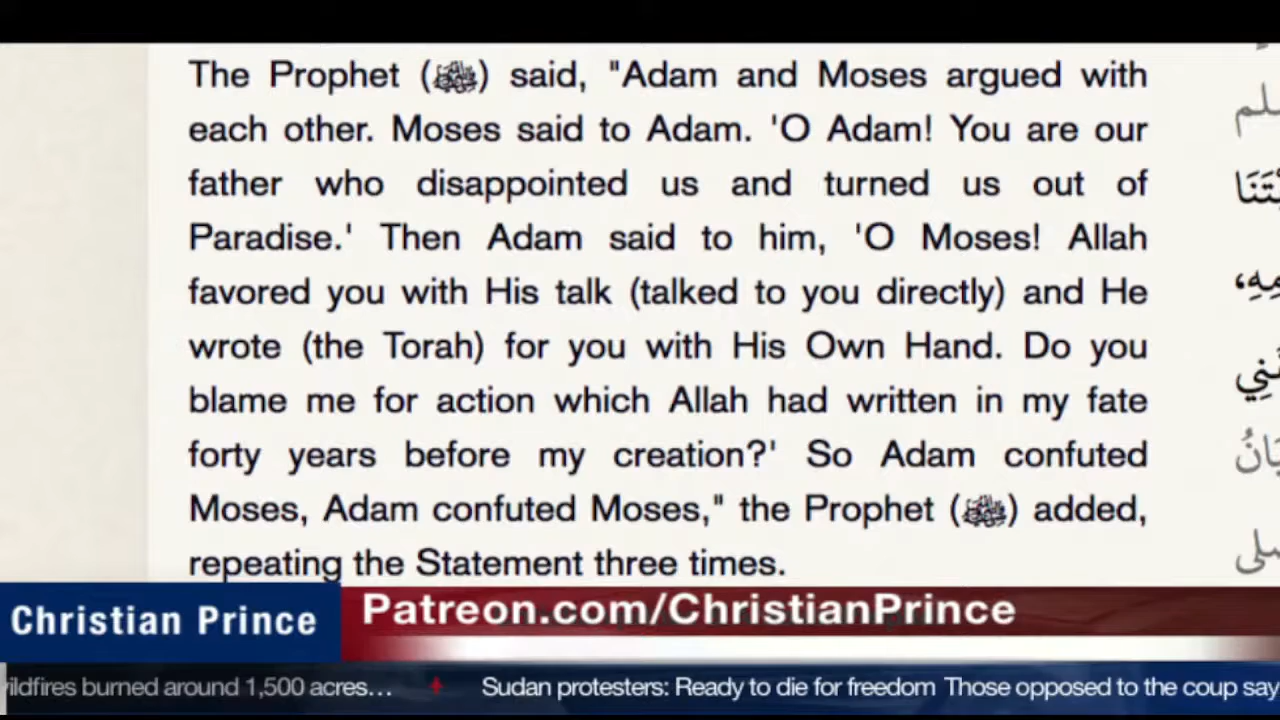 The Prophet (ﷺ) said, "Adam and Moses argued with
each other. Moses said to Adam. 'O Adam! You are our
father who disappointed us and turned us out of
Paradise.' Then Adam said to him, 'O Moses! Allah
favored you with His talk (talked to you directly) and He
wrote (the Torah) for you with His Own Hand. Do you
blame me for action which Allah had written in my fate
forty years before my creation?' So Adam confuted
Moses, Adam confuted Moses," the Prophet (ﷺ) added,
repeating the Statement three times.
Christian Prince
Patreon.com/ChristianPrince
ildfires burned around 1,500 acres... Sudan protesters: Ready to die for freedom Those opposed to the coup say